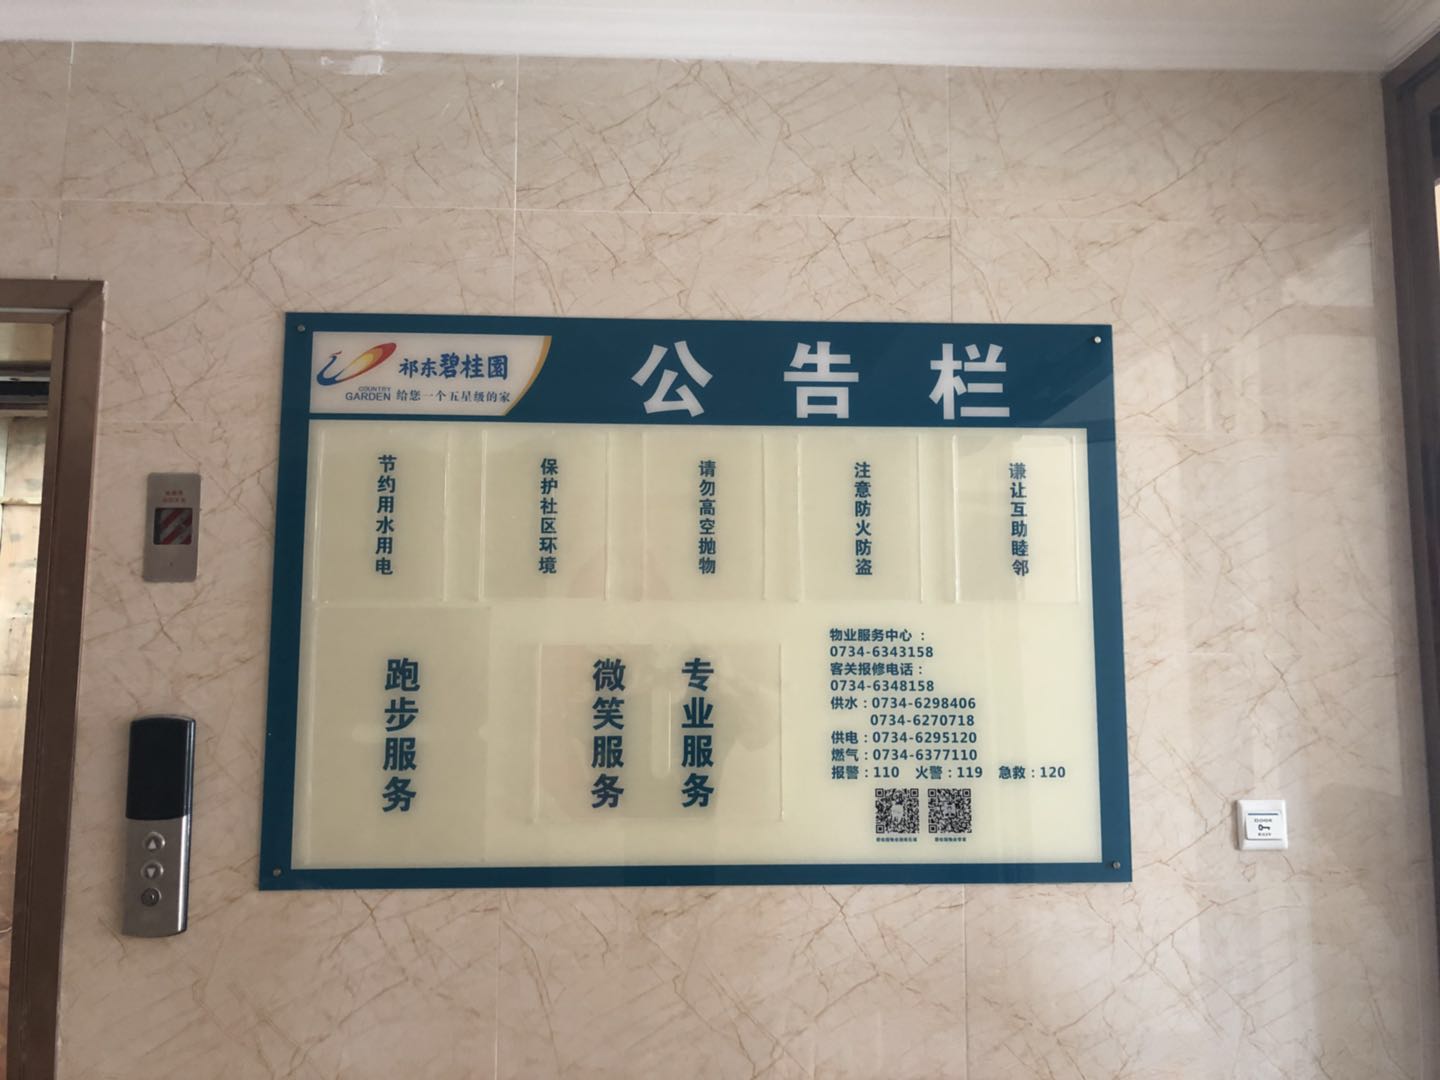 祁东碧桂园
COUNTRY
GARDEN 给您一个五星级的家
公告栏
节约用水用电
保护社区环境
请勿高空抛物
注意防火防盗
谦让互助睦邻
跑步服务
微笑服务
专业服务
物业服务中心：
0734-6343158
客关报修电话：
0734-6348158
供水：0734-6298406
0734-6270718
供电：0734-6295120
燃气：0734-6377110
报警：110 火警：119 急救：120
DOOR
EXIT